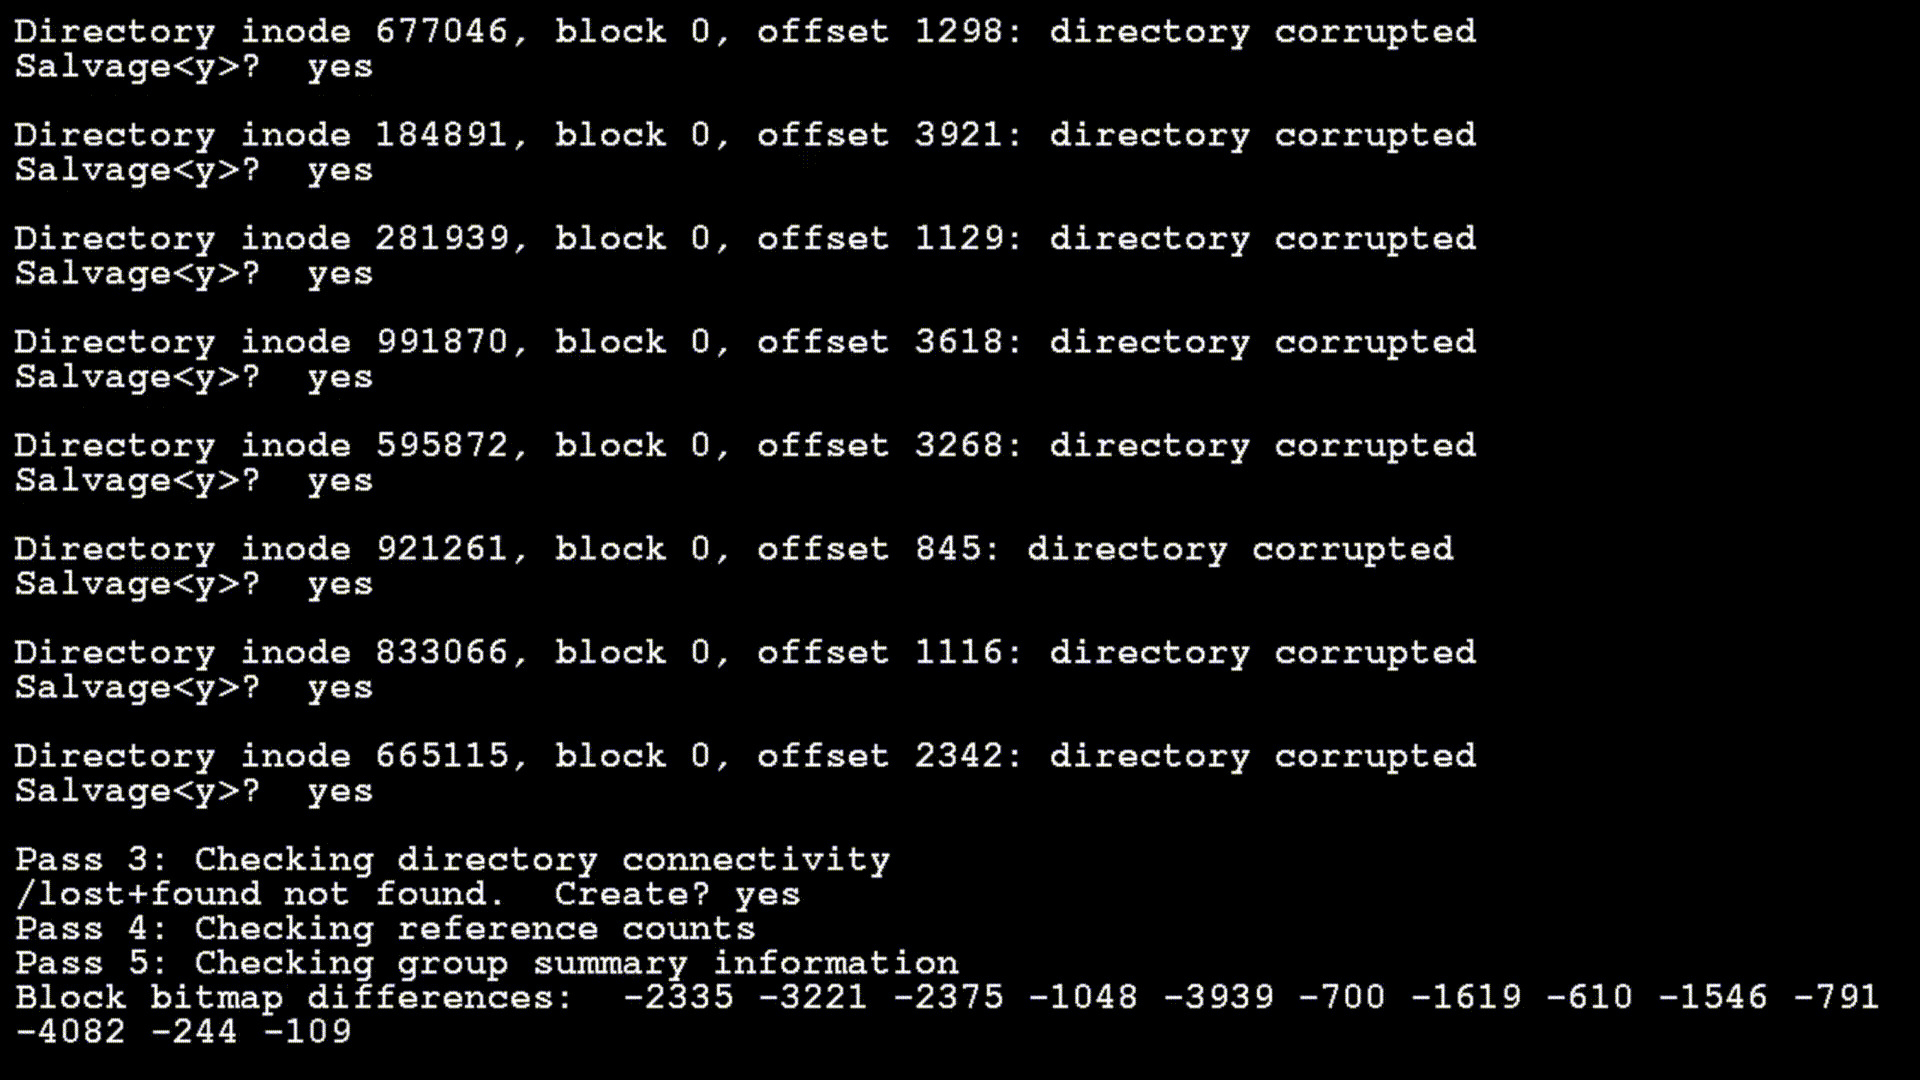 Directory inode 677046, block 0, offset 1298: directory corrupted
Salvage<y>?  yes
Directory inode 184891, block 0, offset 3921: directory corrupted
Salvage<y>?  yes
Directory inode 281939, block 0, offset 1129: directory corrupted
Salvage<y>?  yes
Directory inode 991870, block 0, offset 3618: directory corrupted
Salvage<y>?  yes
Directory inode 595872, block 0, offset 3268: directory corrupted
Salvage<y>?  yes
Directory inode 921261, block 0, offset 845: directory corrupted
Salvage<y>?  yes
Directory inode 833066, block 0, offset 1116: directory corrupted
Salvage<y>?  yes
Directory inode 665115, block 0, offset 2342: directory corrupted
Salvage<y>?  yes
Pass 3: Checking directory connectivity
/lost+found not found.  Create? yes
Pass 4: Checking reference counts
Pass 5: Checking group summary information
Block bitmap differences:  -2335 -3221 -2375 -1048 -3939 -700 -1619 -610 -1546 -791
-4082 -244 -109